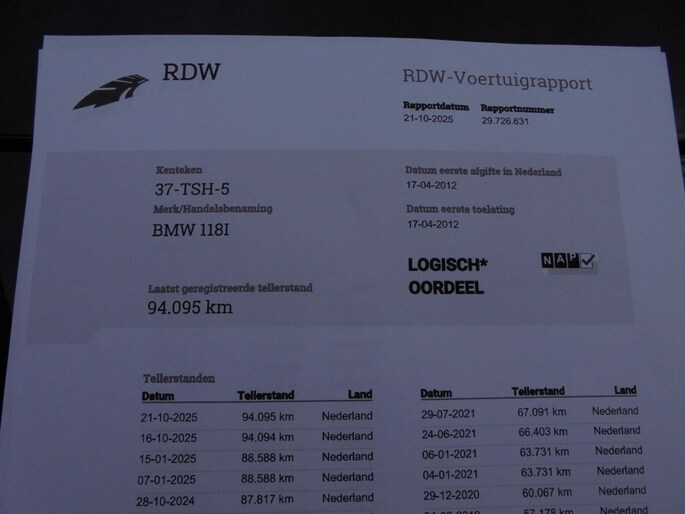 RDW
RDW-Voertuigrapport
Rapportdatum Rapportnummer
21-10-2025 29.726.631
Kenteken
37-TSH-5
Merk/Handelsbenaming
BMW 118I
Laatst geregistreerde tellerstand
94.095 km
Datum eerste afgifte in Nederland
17-04-2012
Datum eerste toelating
17-04-2012
LOGISCH*
OORDEEL
NAP
Tellerstanden
Datum Tellerstand Land
21-10-2025 94.095 km Nederland
16-10-2025 94.094 km Nederland
15-01-2025 88.588 km Nederland
07-01-2025 88.588 km Nederland
28-10-2024 87.817 km Nederland
Datum Tellerstand Land
29-07-2021 67.091 km Nederland
24-06-2021 66.403 km Nederland
06-01-2021 63.731 km Nederland
04-01-2021 63.731 km Nederland
29-12-2020 60.067 km Nederland
57.178 km Nederland